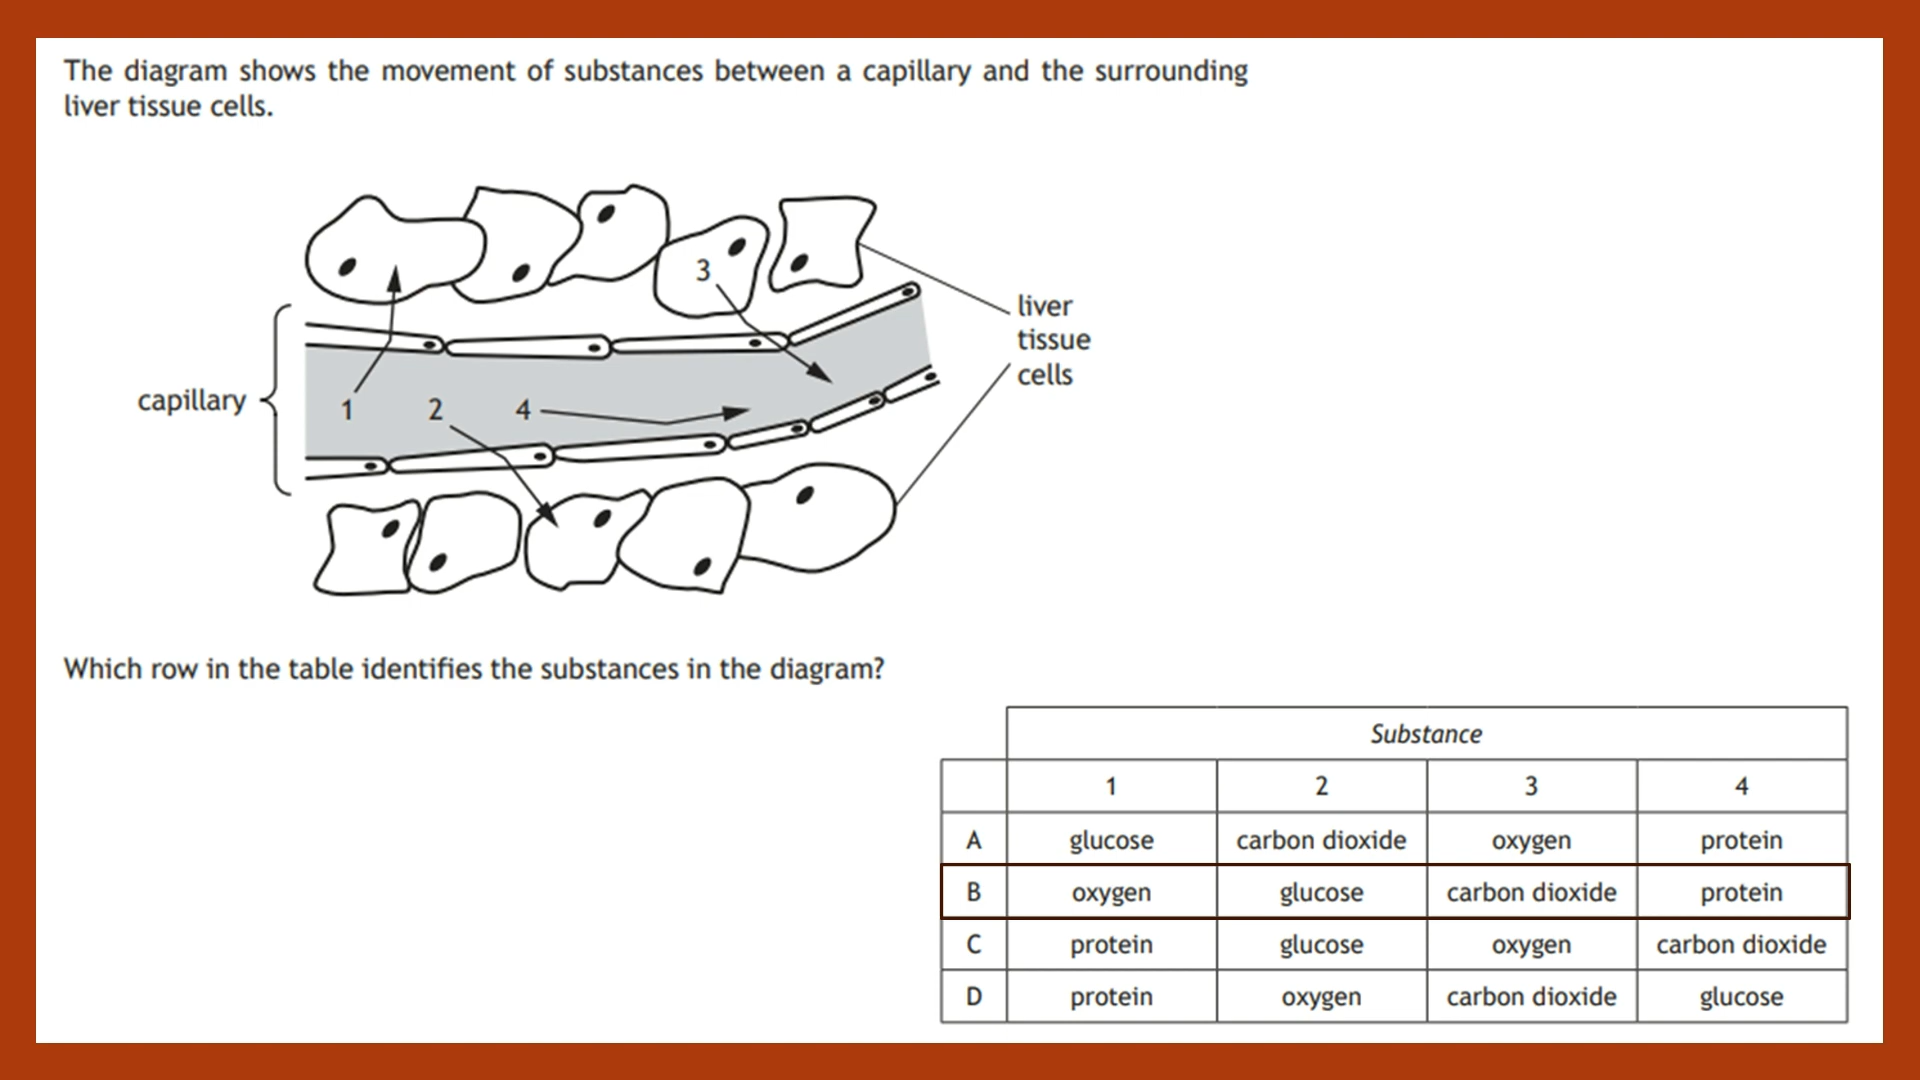 The diagram shows the movement of substances between a capillary and the surrounding
liver tissue cells.
3
liver
tissue
cells
capillary
1 2 4
Which row in the table identifies the substances in the diagram?
Substance
1 2 3 4
A glucose carbon dioxide oxygen protein
B oxygen glucose carbon dioxide protein
C protein glucose oxygen carbon dioxide
D protein oxygen carbon dioxide glucose